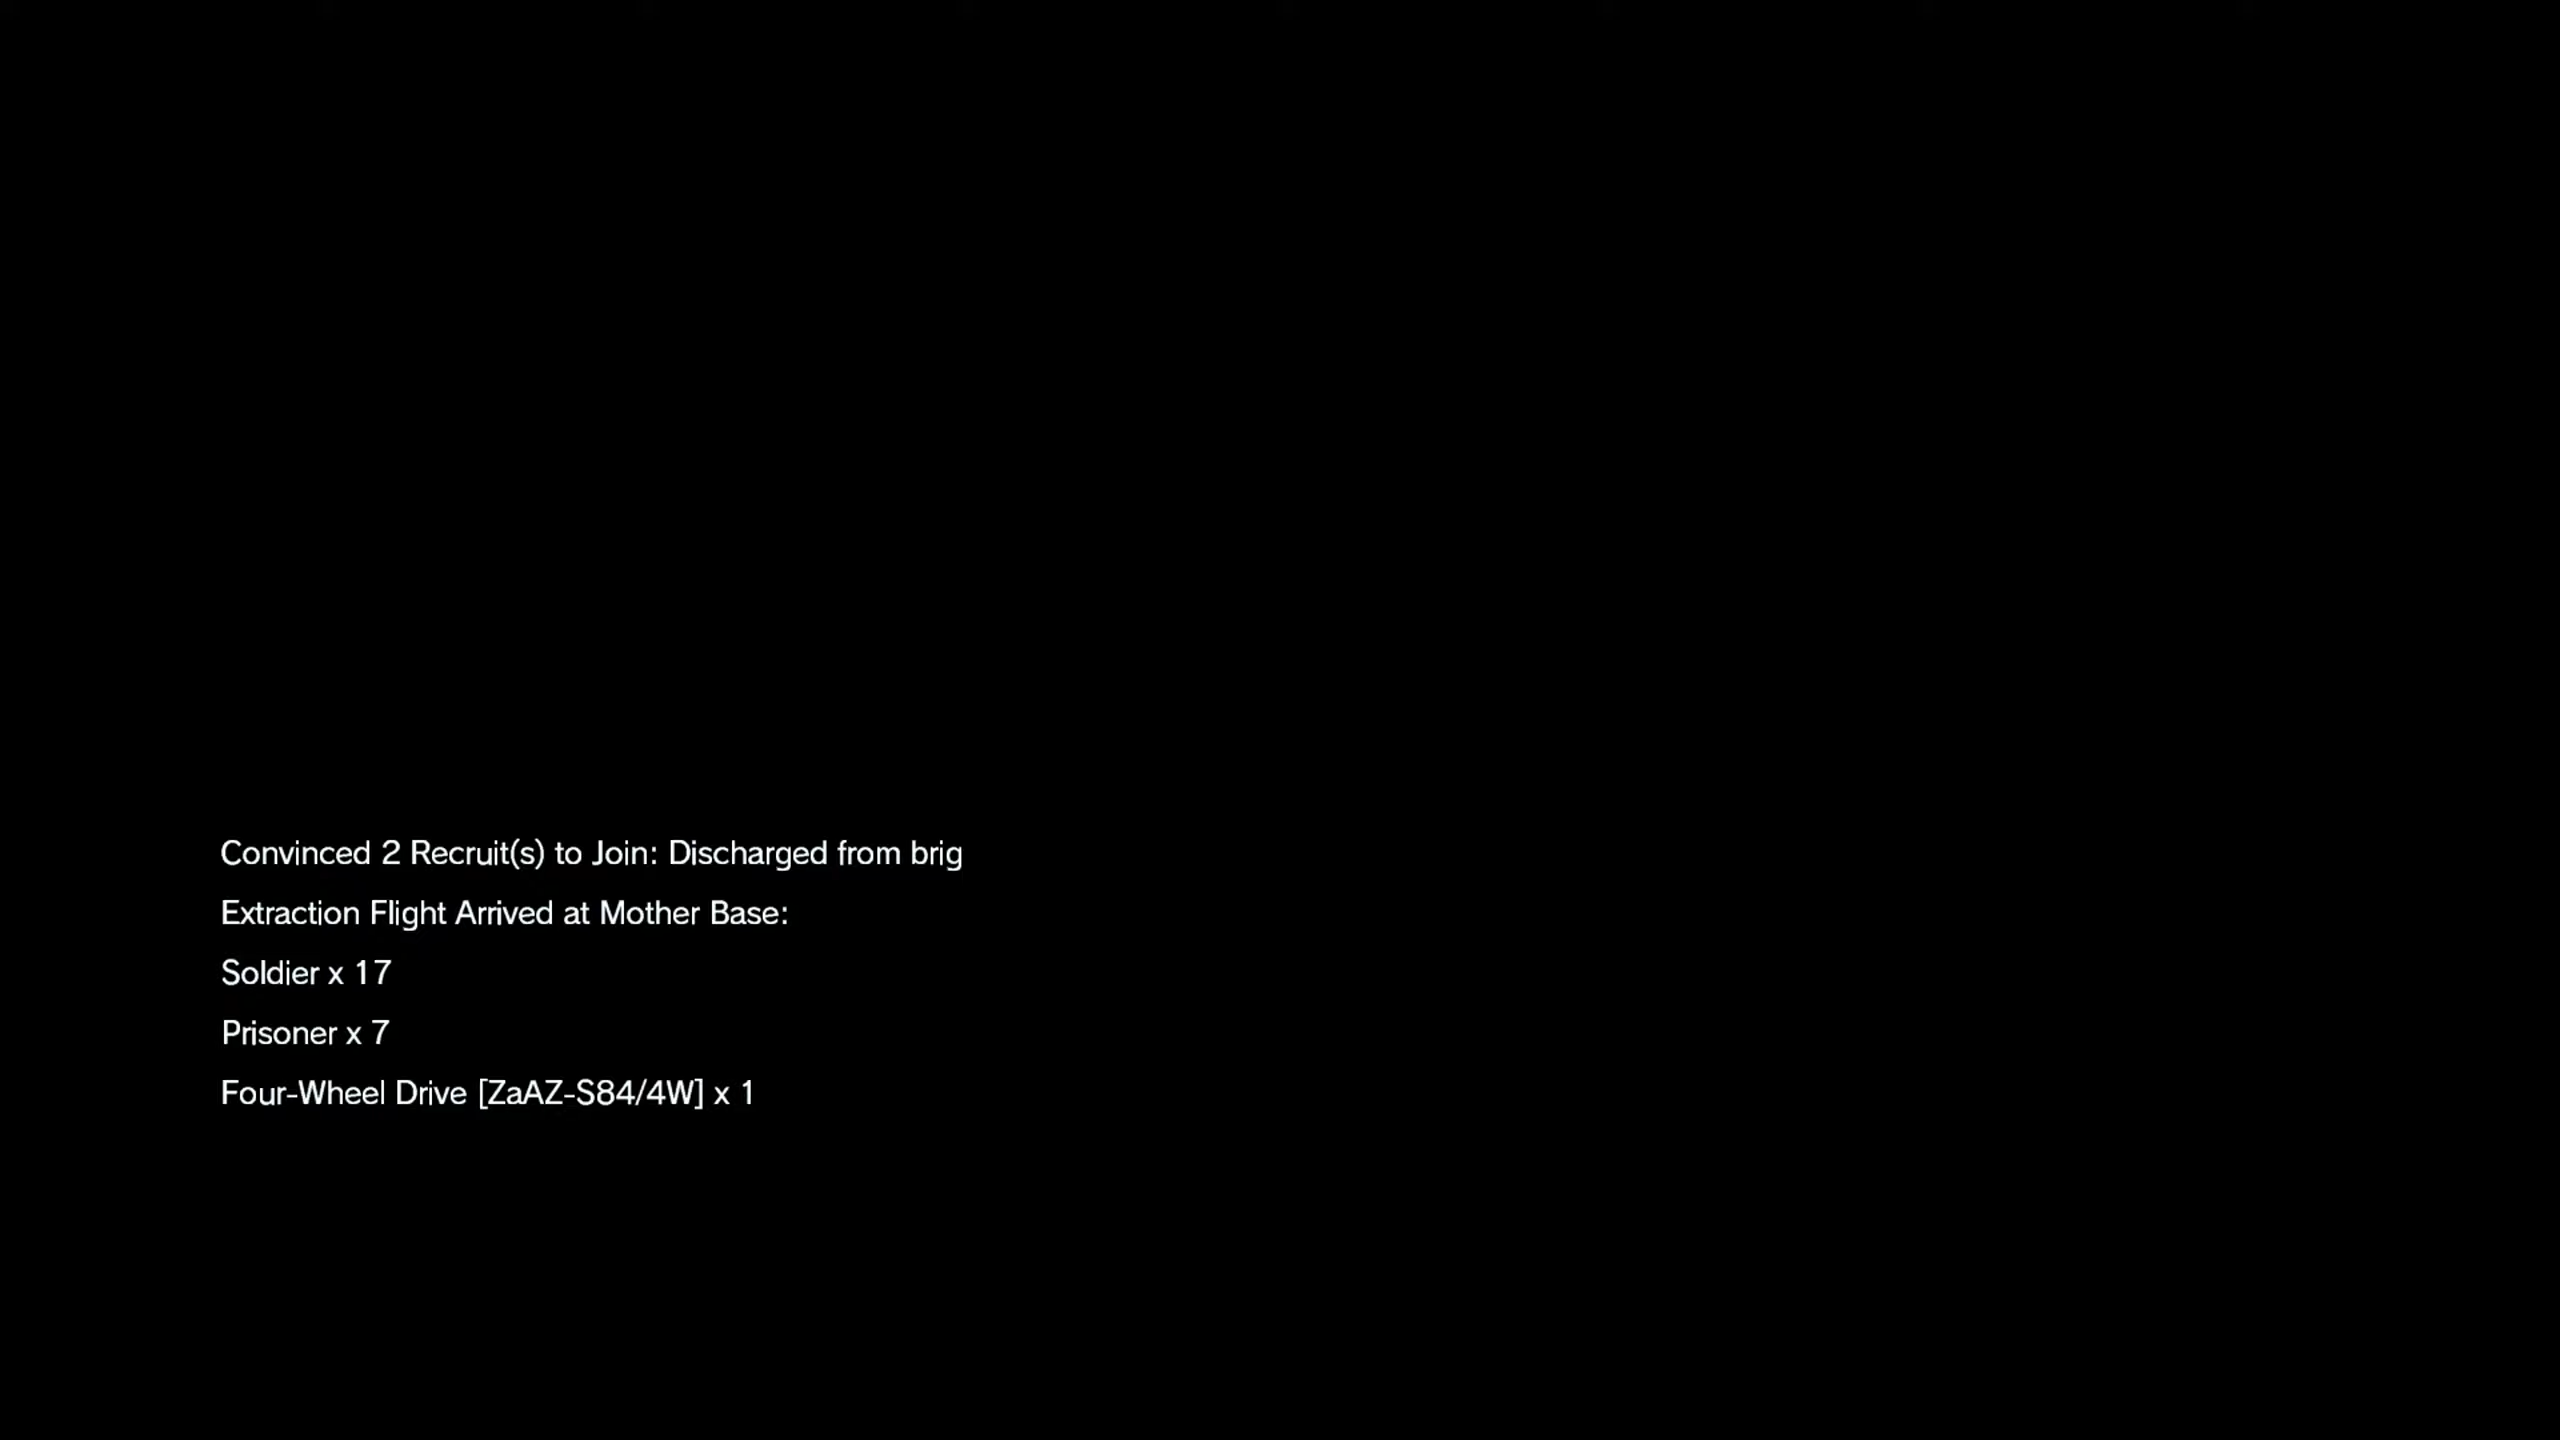 Convinced 2 Recruit(s) to Join: Discharged from brig
Extraction Flight Arrived at Mother Base:
Soldier x 17
Prisoner x 7
Four-Wheel Drive [ZaAZ-S84/4W] x 1